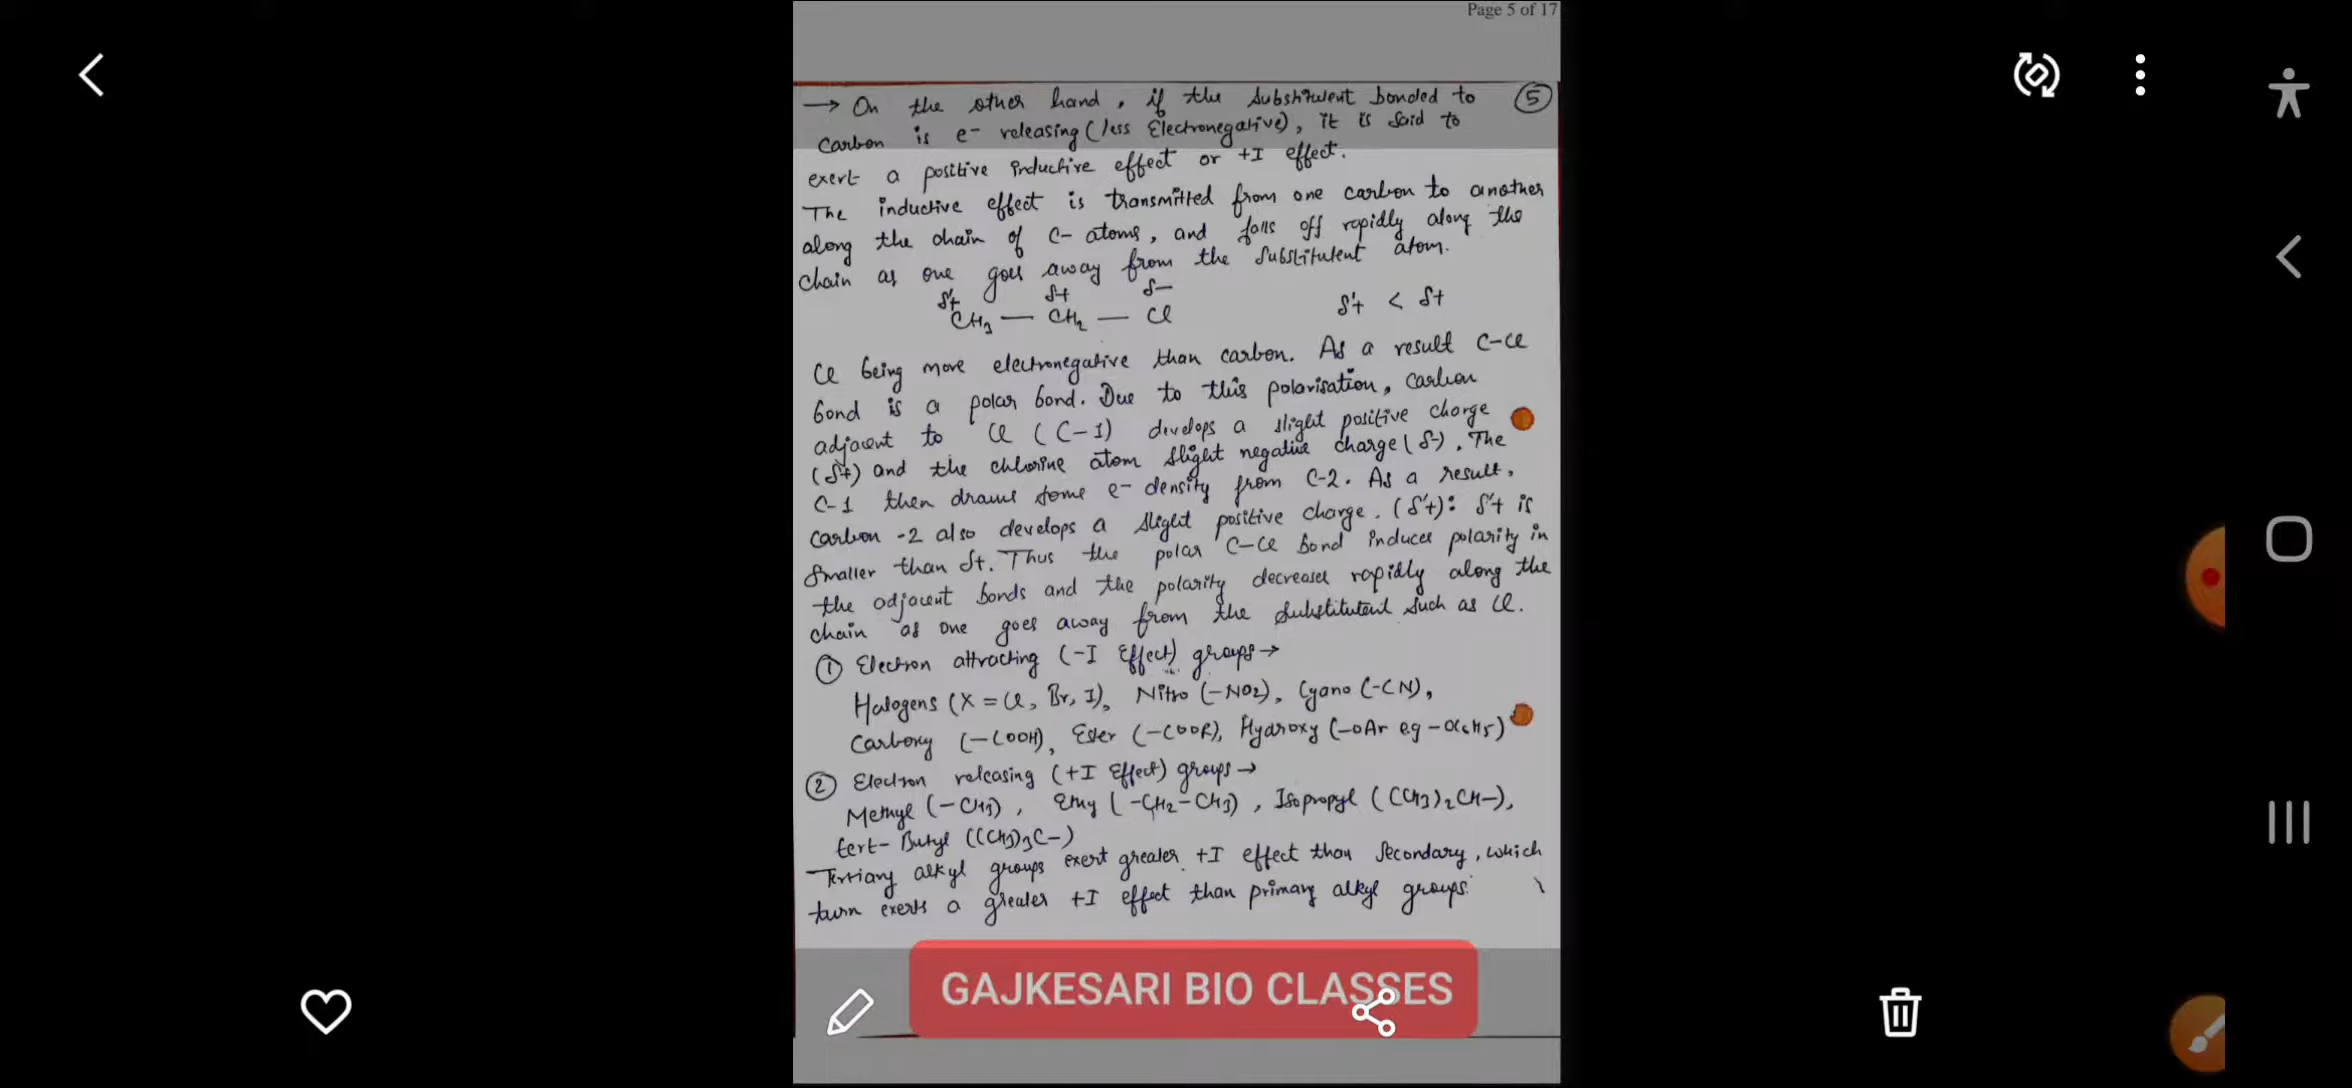 Page 5 of 17
→ On the other hand, if the Substituent bonded to ⑤
Carbon is e- releasing (less Electronegative), it is said to
exert a positive inductive effect or +I effect.
The inductive effect is transmitted from one carbon to another
along the chain of C- atoms, and falls off rapidly along the
chain as one goes away from the substitutent atom.
δ'+ δ+ δ-
CH3 — CH2 — Cl δ'+ < δ+
Cl being more electronegative than carbon. As a result C-Cl
bond is a polar bond. Due to this polarisation, carbon
adjacent to Cl (C-1) develops a slight positive charge
(δ+) and the chlorine atom slight negative charge (δ-). The
C-1 then draws some e- density from C-2. As a result,
carbon -2 also develops a slight positive charge. (δ'+): δ'+ is
smaller than δ+. Thus the polar C-Cl bond induces polarity in
the adjacent bonds and the polarity decreases rapidly along the
chain as one goes away from the substitutent such as Cl.
① Electron attracting (-I Effect) groups→
Halogens (X = Cl, Br, I), Nitro (-NO2), Cyano (-CN),
Carboxy (-COOH), Ester (-COOR), Hydroxy (-OAr e.g -OC6H5)
② Electron releasing (+I Effect) groups →
Methyl (-CH3), Ethy (-CH2-CH3), Isopropyl ((CH3)2CH-),
tert- Butyl ((CH3)3C-)
Tertiary alkyl groups exert greater +I effect than Secondary, which
turn exerts a greater +I effect than primary alkyl groups.
GAJKESARI BIO CLASSES